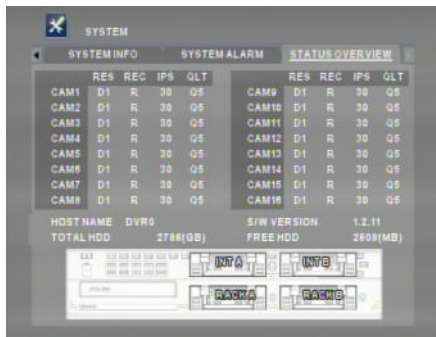 SYSTEM
SYSTEM INFO SYSTEM ALARM STATUS OVERVIEW
RES REC IPS QLT RES REC IPS QLT
CAM1 D1 R 30 Q5 CAM9 D1 R 30 Q5
CAM2 D1 R 30 Q5 CAM10 D1 R 30 Q5
CAM3 D1 R 30 Q5 CAM11 D1 R 30 Q5
CAM4 D1 R 30 Q5 CAM12 D1 R 30 Q5
CAM5 D1 R 30 Q5 CAM13 D1 R 30 Q5
CAM6 D1 R 30 Q5 CAM14 D1 R 30 Q5
CAM7 D1 R 30 Q5 CAM15 D1 R 30 Q5
CAM8 D1 R 30 Q5 CAM16 D1 R 30 Q5
HOST NAME DVR0 S/W VERSION 1.2.11
TOTAL HDD 2786(GB) FREE HDD 2608(MB)
INT A INT B
RACK A RACK B